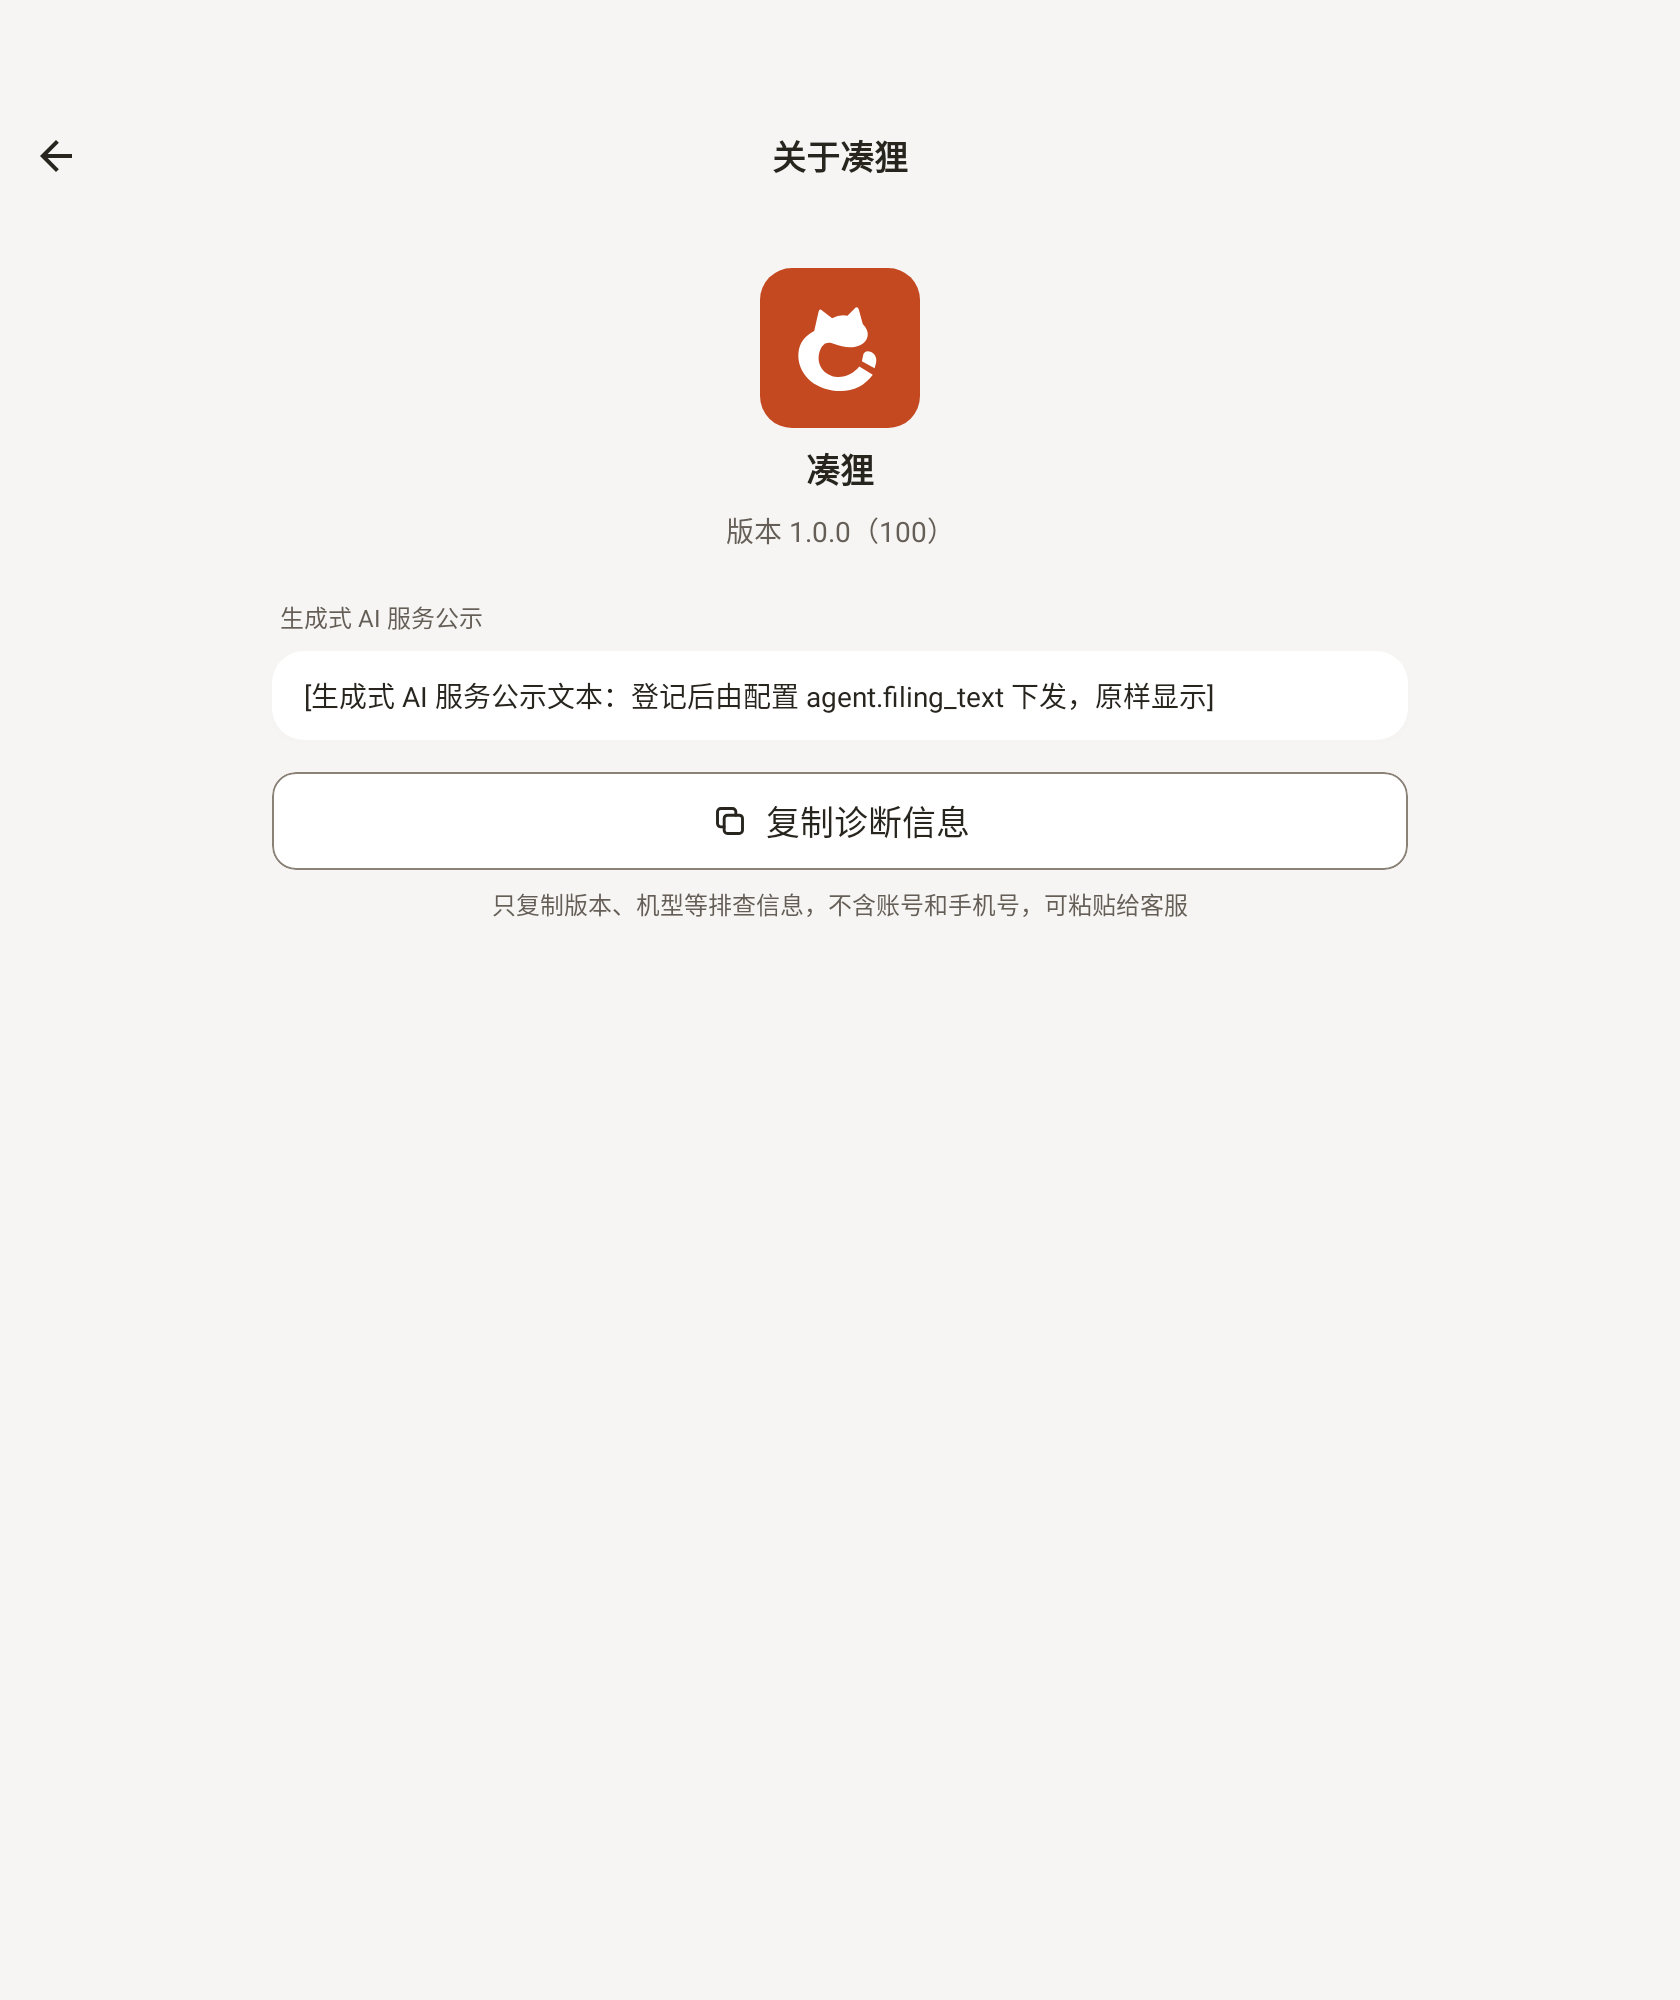 关于凑狸
凑狸
版本 1.0.0（100）
生成式 AI 服务公示
[生成式 AI 服务公示文本：登记后由配置 agent.filing_text 下发，原样显示]
复制诊断信息
只复制版本、机型等排查信息，不含账号和手机号，可粘贴给客服